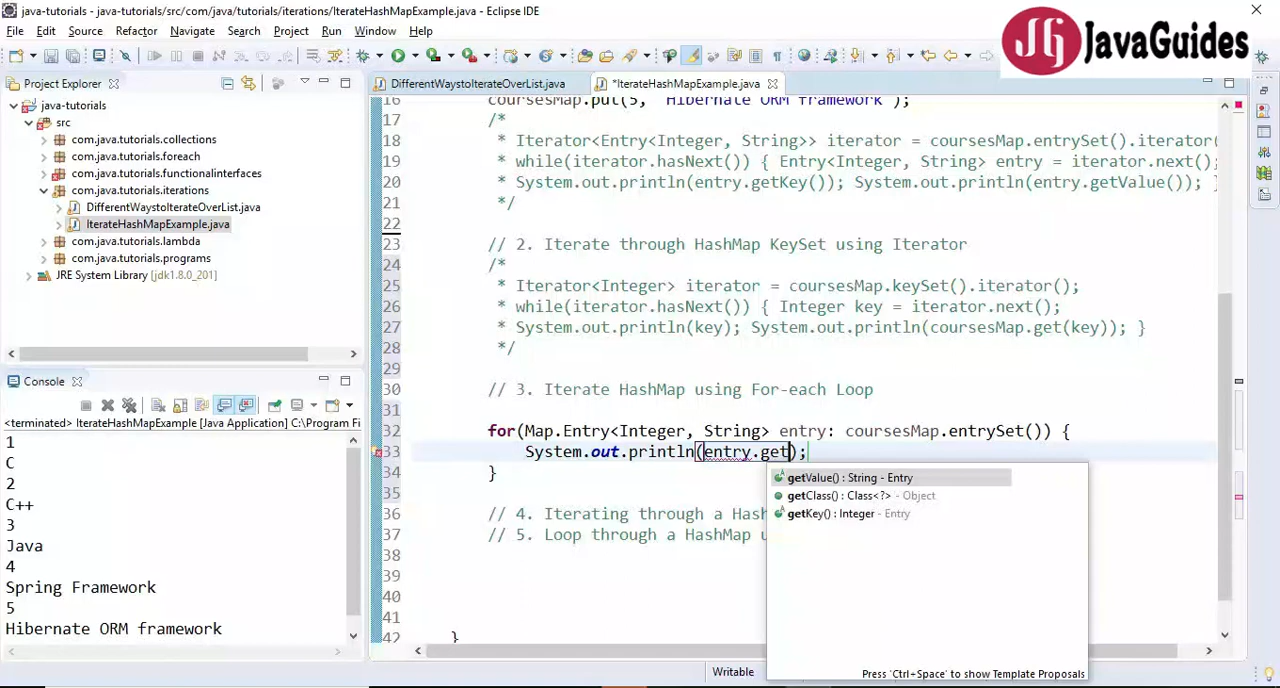 java-tutorials/src/com/java/tutorials/iterations/IterateHashMapExample.java - Eclipse IDE
File Edit Source Refactor Navigate Search Project Run Window Help
JG JavaGuides
Project Explorer
java-tutorials
src
com.java.tutorials.collections
com.java.tutorials.foreach
com.java.tutorials.functionalinterfaces
com.java.tutorials.iterations
DifferentWaystoIterateOverList.java
IterateHashMapExample.java
com.java.tutorials.lambda
com.java.tutorials.programs
JRE System Library [jdk1.8.0_201]
Console
<terminated> IterateHashMapExample [Java Application] C:\Program Fi
1
C
2
C++
3
Java
4
Spring Framework
5
Hibernate ORM framework
DifferentWaystoIterateOverList.java *IterateHashMapExample.java
16 coursesMap.put(5, "Hibernate ORM framework");
17 /*
18 * Iterator<Entry<Integer, String>> iterator = coursesMap.entrySet().iterator(
19 * while(iterator.hasNext()) { Entry<Integer, String> entry = iterator.next();
20 * System.out.println(entry.getKey()); System.out.println(entry.getValue()); }
21 */
22
23 // 2. Iterate through HashMap KeySet using Iterator
24 /*
25 * Iterator<Integer> iterator = coursesMap.keySet().iterator();
26 * while(iterator.hasNext()) { Integer key = iterator.next();
27 * System.out.println(key); System.out.println(coursesMap.get(key)); }
28 */
29
30 // 3. Iterate HashMap using For-each Loop
31
32 for(Map.Entry<Integer, String> entry: coursesMap.entrySet()) {
33 System.out.println(entry.get);
34 }
35
36 // 4. Iterating through a Hash
37 // 5. Loop through a HashMap u
38
39
40
41
42 }
getValue() : String - Entry
getClass() : Class<?> - Object
getKey() : Integer - Entry
Press 'Ctrl+Space' to show Template Proposals
Writable